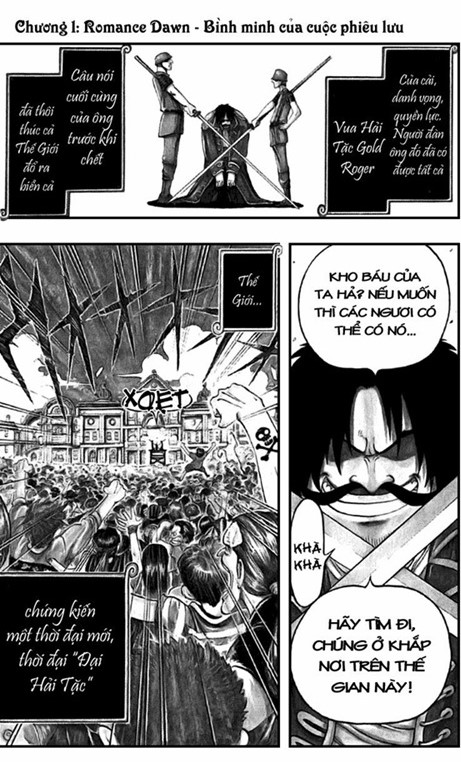 Chương 1: Romance Dawn - Bình minh của cuộc phiêu lưu
Của cải,
danh vọng,
quyền lực.
Người đàn
ông đó đã có
được tất cả
Vua Hải
Tặc Gold
Roger
Câu nói
cuối cùng
của ông
trước khi
chết
đã thôi
thúc cả
Thế Giới
đổ ra
biển cả
KHO BÁU CỦA
TA HẢ? NẾU MUỐN
THÌ CÁC NGƯƠI CÓ
THỂ CÓ NÓ...
KHÀ
KHÀ
HÃY TÌM ĐI,
CHÚNG Ở KHẮP
NƠI TRÊN THẾ
GIAN NÀY!
Thế
Giới...
XOẸT
chứng kiến
một thời đại mới,
thời đại "Đại
Hải Tặc"